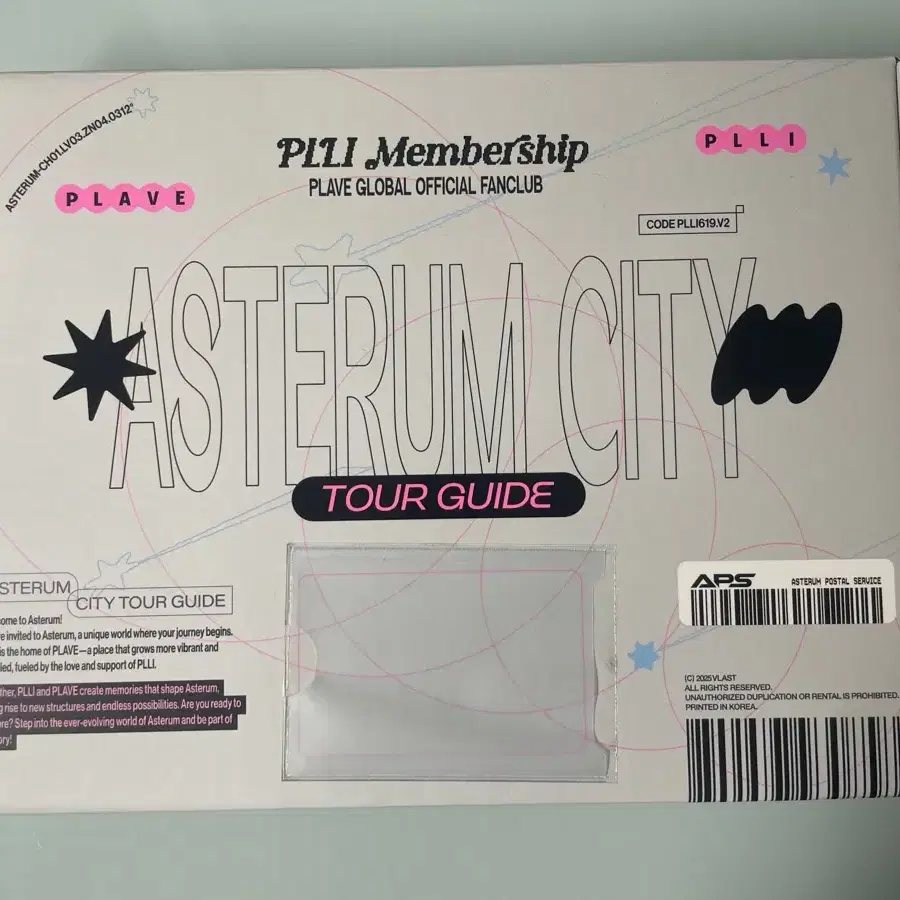 ASTERUM-CH01.LV03.ZN04.0312°
PLAVE
PLLI Membership
PLAVE GLOBAL OFFICIAL FANCLUB
PLLI
CODE PLLI619.V2
ASTERUM CITY
TOUR GUIDE
STERUM
CITY TOUR GUIDE
ome to Asterum!
re invited to Asterum, a unique world where your journey begins.
is the home of PLAVE—a place that grows more vibrant and
led, fueled by the love and support of PLLI.
ther, PLLI and PLAVE create memories that shape Asterum,
g rise to new structures and endless possibilities. Are you ready to
re? Step into the ever-evolving world of Asterum and be part of
ory!
APS
ASTERUM POSTAL SERVICE
(C) 2025 VLAST
ALL RIGHTS RESERVED.
UNAUTHORIZED DUPLICATION OR RENTAL IS PROHIBITED.
PRINTED IN KOREA.